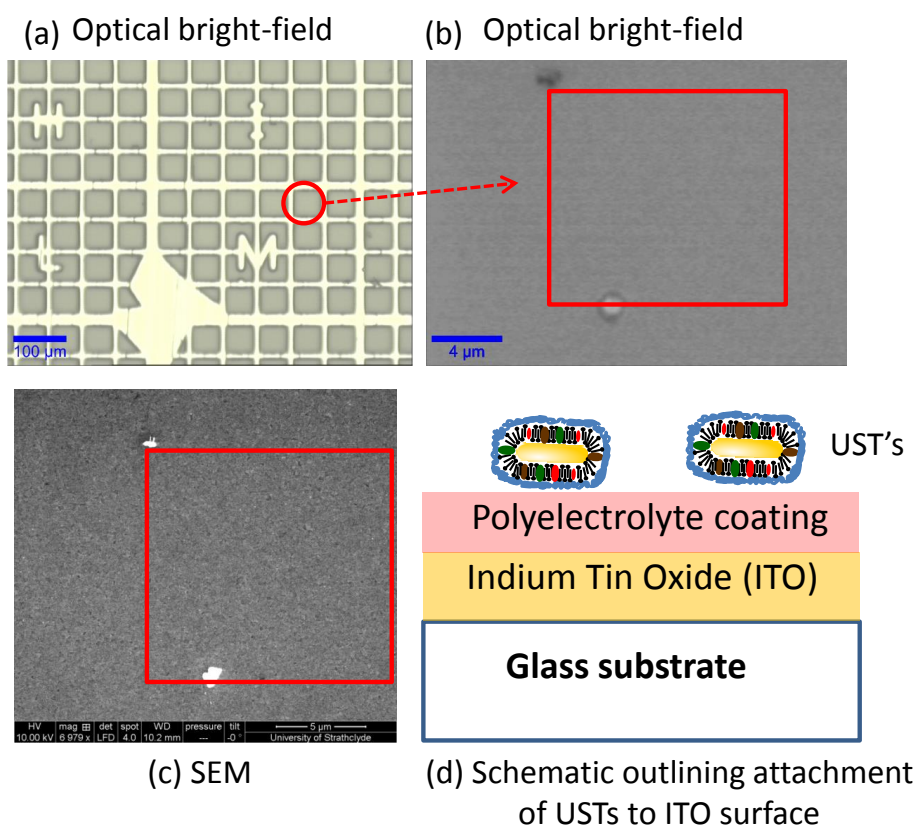 (a) Optical bright-field
(b) Optical bright-field
H
I
L
M
100 µm
4 µm
HV mag ⊞ det spot WD pressure tilt 5 µm
10.00 kV 6 979 x LFD 4.0 10.2 mm --- -0° University of Strathclyde
UST's
Polyelectrolyte coating
Indium Tin Oxide (ITO)
Glass substrate
(c) SEM
(d) Schematic outlining attachment
of USTs to ITO surface